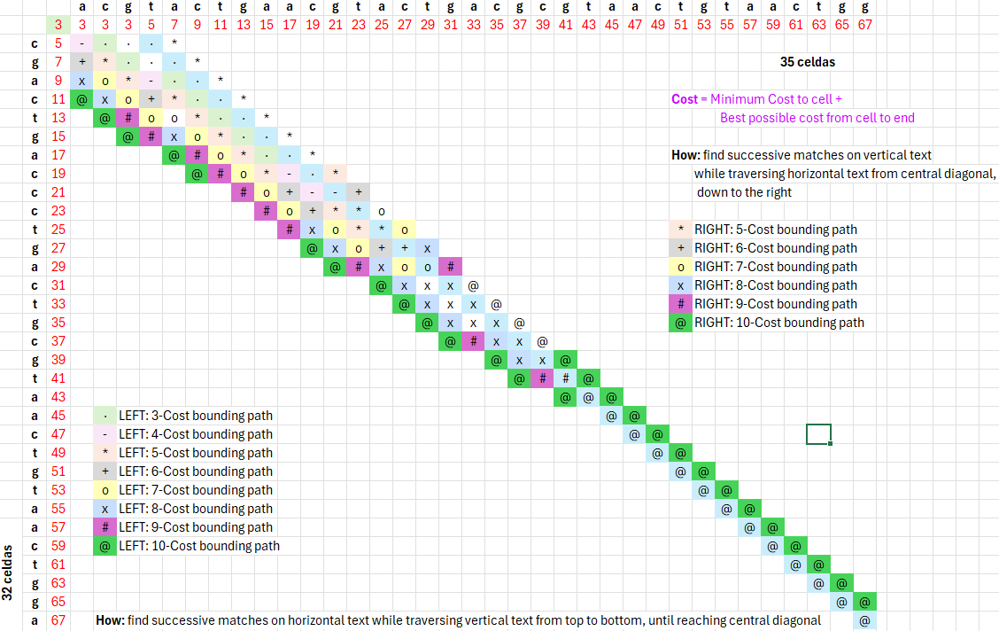 a c g t a c t g a c c g t a c t g a c t c g t a a c t g t a a c t g g
3 3 3 3 5 7 9 11 13 15 17 19 21 23 25 27 29 31 33 35 37 39 41 43 45 47 49 51 53 55 57 59 61 63 65 67
c 5 - · · · *
g 7 + * · · · * 35 celdas
a 9 x o * - · · *
c 11 @ x o + * · · * Cost = Minimum Cost to cell +
t 13 @ # o o * · · * Best possible cost from cell to end
g 15 @ # x o * · · *
a 17 @ # o * · · * How: find successive matches on vertical text
c 19 @ # o * - · * while traversing horizontal text from central diagonal,
c 21 # o + - - + down to the right
c 23 # o + * * o
t 25 # x o * * o * RIGHT: 5-Cost bounding path
g 27 @ x o + + x + RIGHT: 6-Cost bounding path
a 29 @ # x o o # o RIGHT: 7-Cost bounding path
c 31 @ x x x @ x RIGHT: 8-Cost bounding path
t 33 @ x x x @ # RIGHT: 9-Cost bounding path
g 35 @ x x x @ @ RIGHT: 10-Cost bounding path
c 37 @ # x x @
g 39 @ x x @
t 41 @ # # @
a 43 @ @ @
a 45 · LEFT: 3-Cost bounding path @ @
c 47 - LEFT: 4-Cost bounding path @ @
t 49 * LEFT: 5-Cost bounding path @ @
g 51 + LEFT: 6-Cost bounding path @ @
t 53 o LEFT: 7-Cost bounding path @ @
a 55 x LEFT: 8-Cost bounding path @ @
a 57 # LEFT: 9-Cost bounding path @ @
c 59 @ LEFT: 10-Cost bounding path @ @
t 61 @ @
g 63 @ @
g 65 @ @
a 67 How: find successive matches on horizontal text while traversing vertical text from top to bottom, until reaching central diagonal @
32 celdas